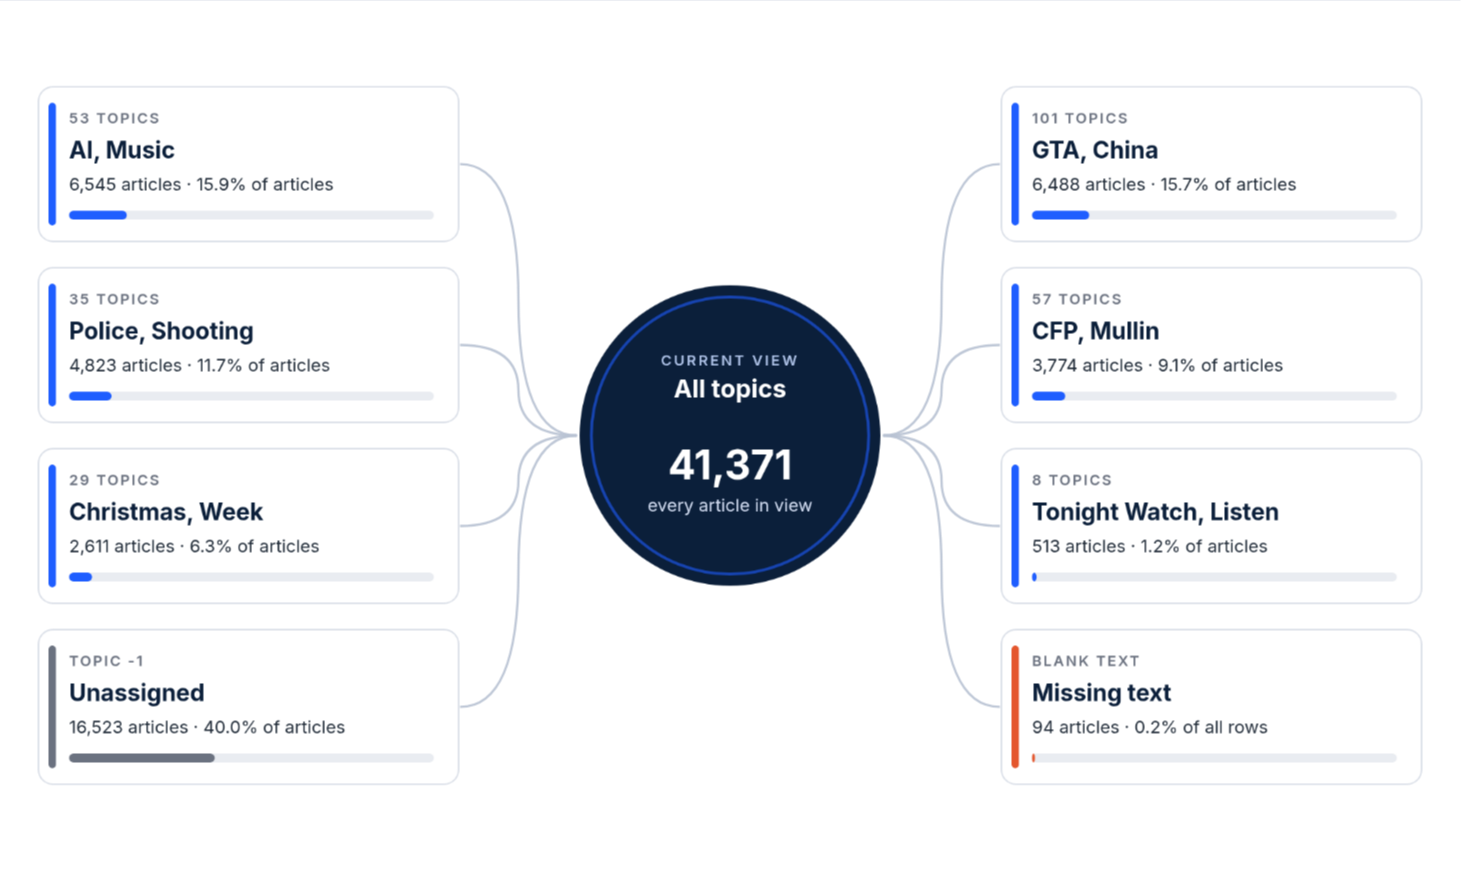 53 TOPICS
AI, Music
6,545 articles · 15.9% of articles
35 TOPICS
Police, Shooting
4,823 articles · 11.7% of articles
29 TOPICS
Christmas, Week
2,611 articles · 6.3% of articles
TOPIC -1
Unassigned
16,523 articles · 40.0% of articles
CURRENT VIEW
All topics
41,371
every article in view
101 TOPICS
GTA, China
6,488 articles · 15.7% of articles
57 TOPICS
CFP, Mullin
3,774 articles · 9.1% of articles
8 TOPICS
Tonight Watch, Listen
513 articles · 1.2% of articles
BLANK TEXT
Missing text
94 articles · 0.2% of all rows